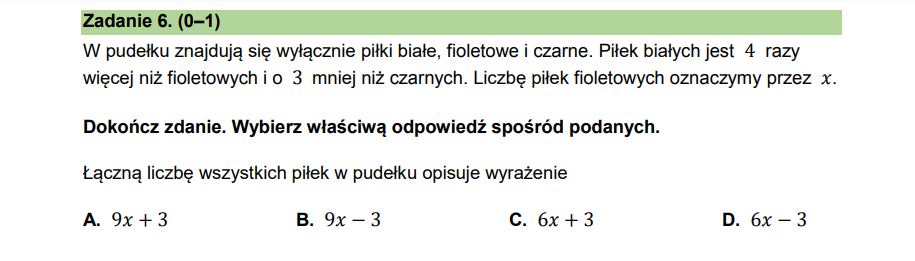 Zadanie 6. (0–1)
W pudełku znajdują się wyłącznie piłki białe, fioletowe i czarne. Piłek białych jest 4 razy
więcej niż fioletowych i o 3 mniej niż czarnych. Liczbę piłek fioletowych oznaczymy przez x.
Dokończ zdanie. Wybierz właściwą odpowiedź spośród podanych.
Łączną liczbę wszystkich piłek w pudełku opisuje wyrażenie
A. 9x + 3 B. 9x − 3 C. 6x + 3 D. 6x − 3